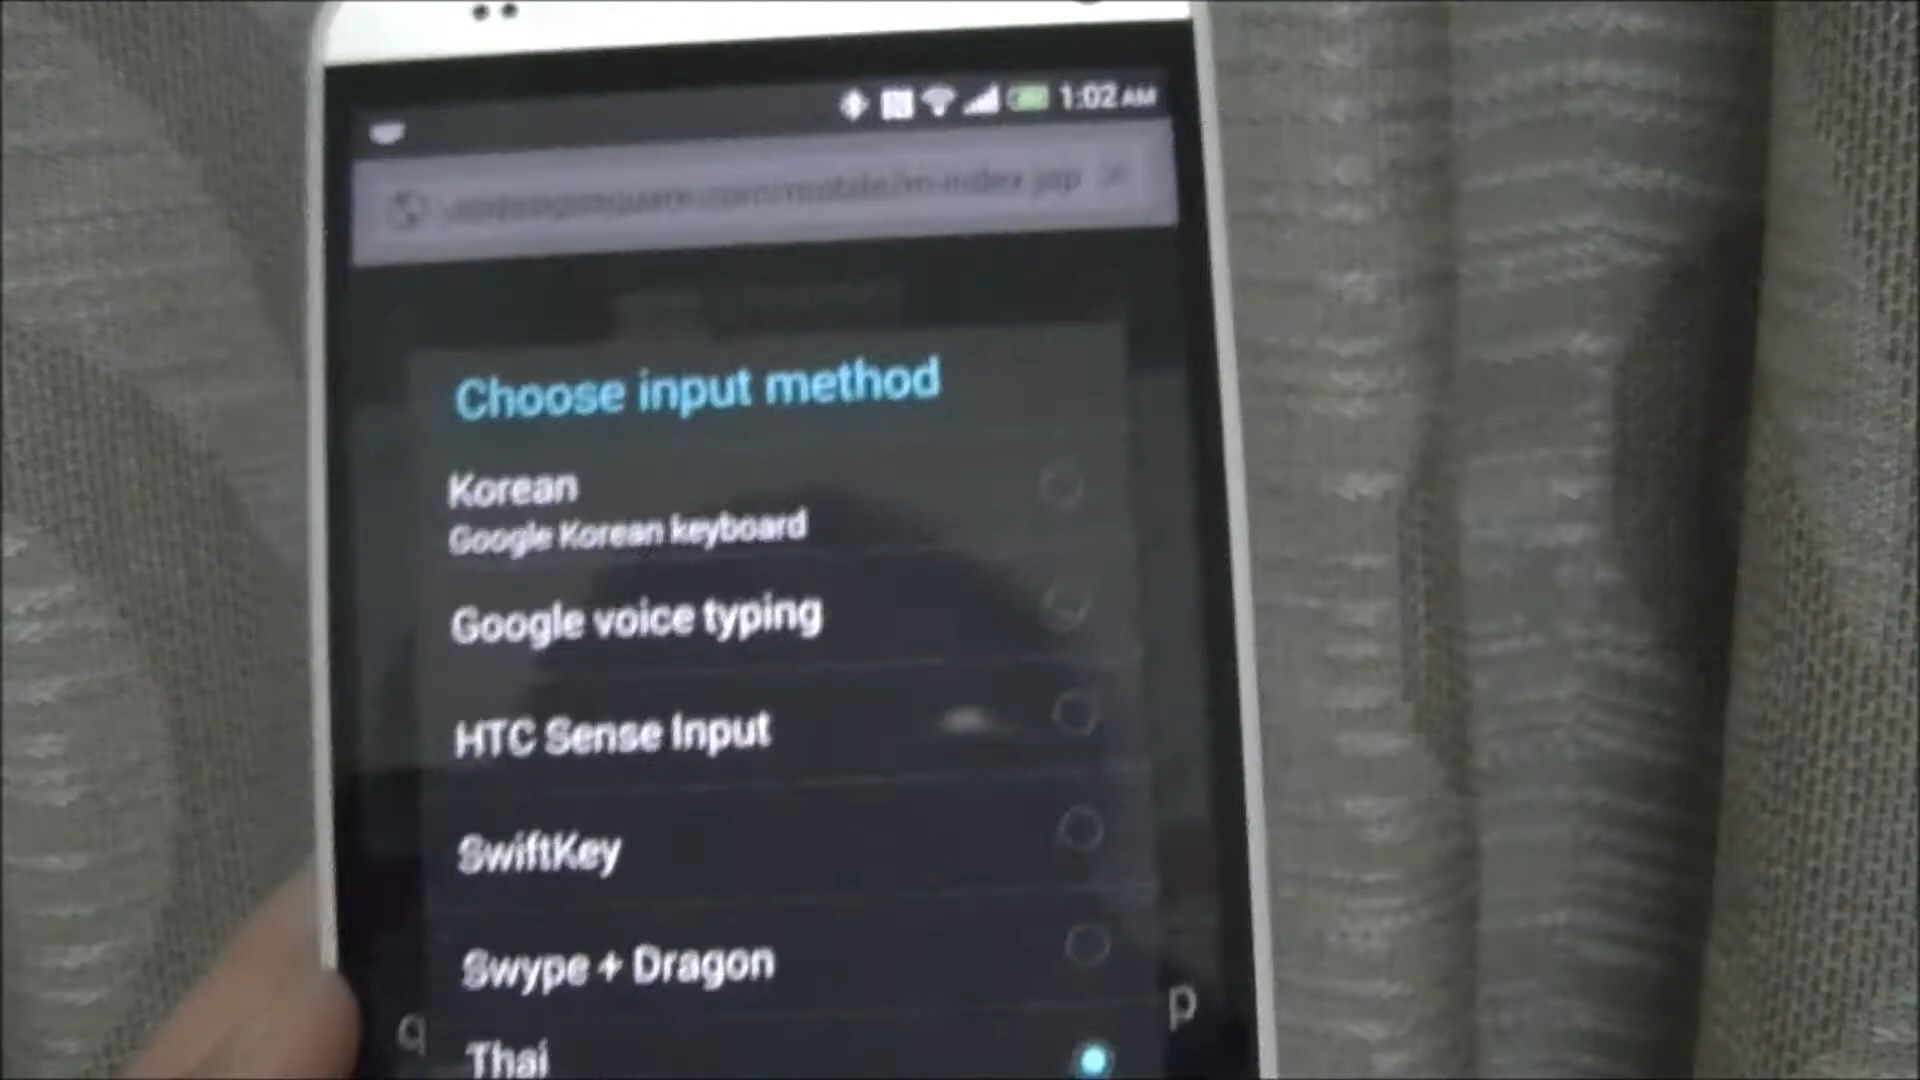 1:02 AM
Choose input method
Korean
Google Korean keyboard
Google voice typing
HTC Sense Input
SwiftKey
Swype + Dragon
q p
Thai